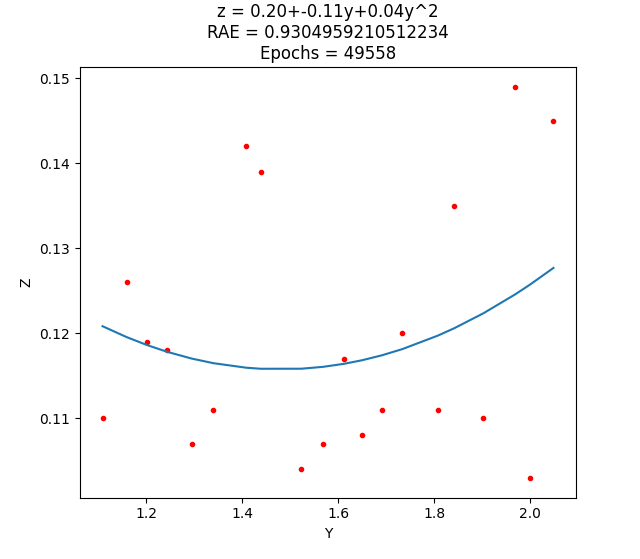 z = 0.20+-0.11y+0.04y^2
RAE = 0.9304959210512234
Epochs = 49558
0.15
0.14
0.13
0.12
0.11
Z
1.2 1.4 1.6 1.8 2.0
Y